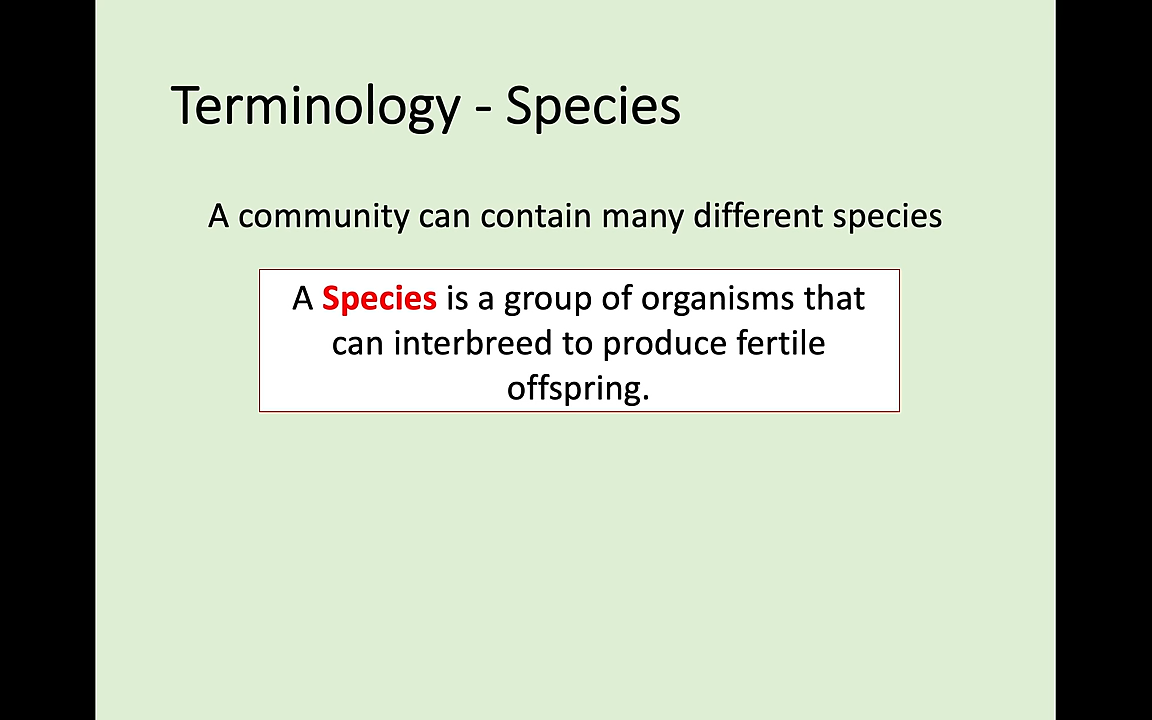 Terminology - Species
A community can contain many different species
A Species is a group of organisms that
can interbreed to produce fertile
offspring.